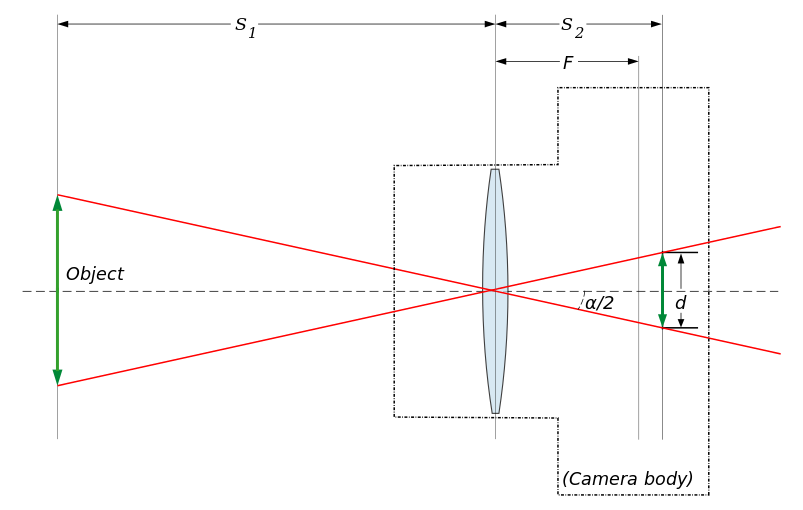 S1
S2
F
Object
α/2
d
(Camera body)